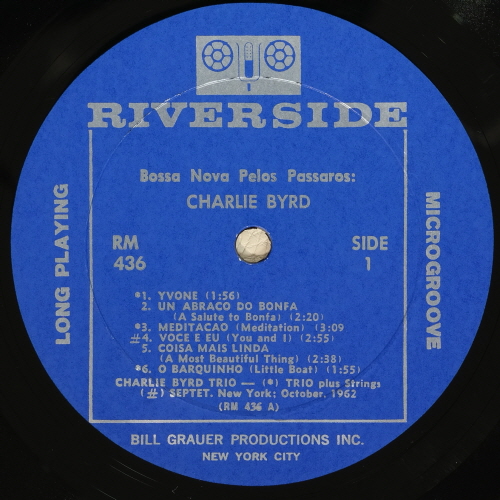 RIVERSIDE
Bossa Nova Pelos Passaros:
CHARLIE BYRD
LONG PLAYING
RM
436
SIDE
1
MICROGROOVE
*1. YVONE (1:56)
2. UN ABRACO DO BONFA
(A Salute to Bonfa) (2:20)
*3. MEDITACAO (Meditation) (3:09
#4. VOCE E EU (You and I) (2:55)
5. COISA MAIS LINDA
(A Most Beautiful Thing) (2:38)
*6. O BARQUINHO (Little Boat) (1:55)
CHARLIE BYRD TRIO — (*) TRIO plus Strings
(#) SEPTET. New York: October, 1962
(RM 436 A)
BILL GRAUER PRODUCTIONS INC.
NEW YORK CITY